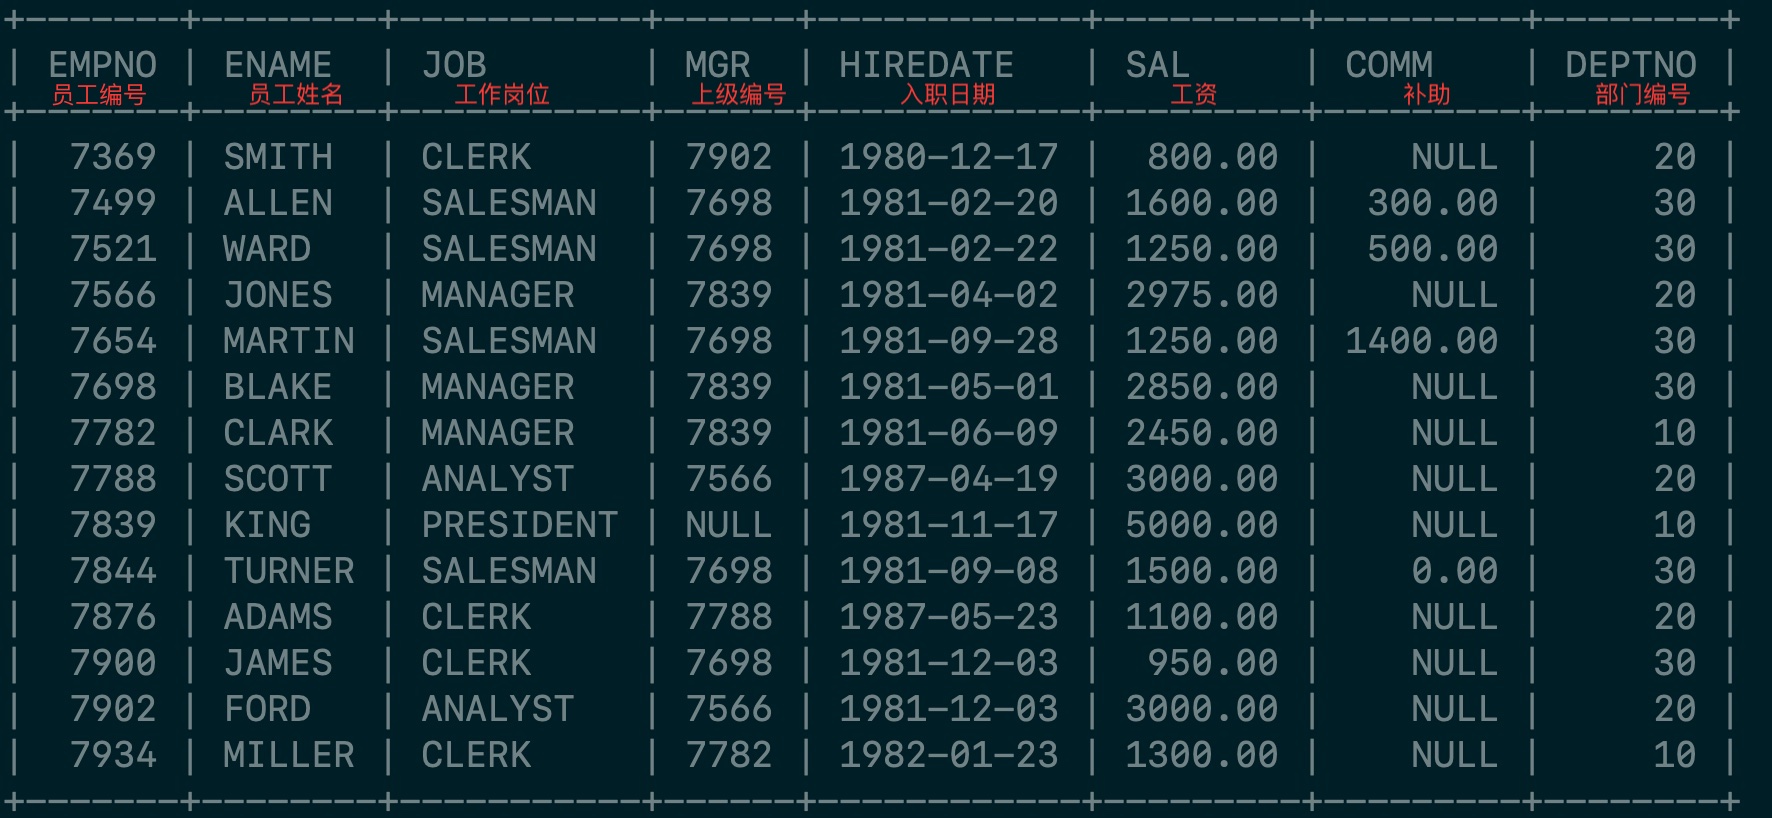 +--------+--------+------------+------+------------+---------+---------+--------+
| EMPNO | ENAME | JOB | MGR | HIREDATE | SAL | COMM | DEPTNO |
员工编号 员工姓名 工作岗位 上级编号 入职日期 工资 补助 部门编号
+--------+--------+------------+------+------------+---------+---------+--------+
| 7369 | SMITH | CLERK | 7902 | 1980-12-17 | 800.00 | NULL | 20 |
| 7499 | ALLEN | SALESMAN | 7698 | 1981-02-20 | 1600.00 | 300.00 | 30 |
| 7521 | WARD | SALESMAN | 7698 | 1981-02-22 | 1250.00 | 500.00 | 30 |
| 7566 | JONES | MANAGER | 7839 | 1981-04-02 | 2975.00 | NULL | 20 |
| 7654 | MARTIN | SALESMAN | 7698 | 1981-09-28 | 1250.00 | 1400.00 | 30 |
| 7698 | BLAKE | MANAGER | 7839 | 1981-05-01 | 2850.00 | NULL | 30 |
| 7782 | CLARK | MANAGER | 7839 | 1981-06-09 | 2450.00 | NULL | 10 |
| 7788 | SCOTT | ANALYST | 7566 | 1987-04-19 | 3000.00 | NULL | 20 |
| 7839 | KING | PRESIDENT | NULL | 1981-11-17 | 5000.00 | NULL | 10 |
| 7844 | TURNER | SALESMAN | 7698 | 1981-09-08 | 1500.00 | 0.00 | 30 |
| 7876 | ADAMS | CLERK | 7788 | 1987-05-23 | 1100.00 | NULL | 20 |
| 7900 | JAMES | CLERK | 7698 | 1981-12-03 | 950.00 | NULL | 30 |
| 7902 | FORD | ANALYST | 7566 | 1981-12-03 | 3000.00 | NULL | 20 |
| 7934 | MILLER | CLERK | 7782 | 1982-01-23 | 1300.00 | NULL | 10 |
+--------+--------+------------+------+------------+---------+---------+--------+